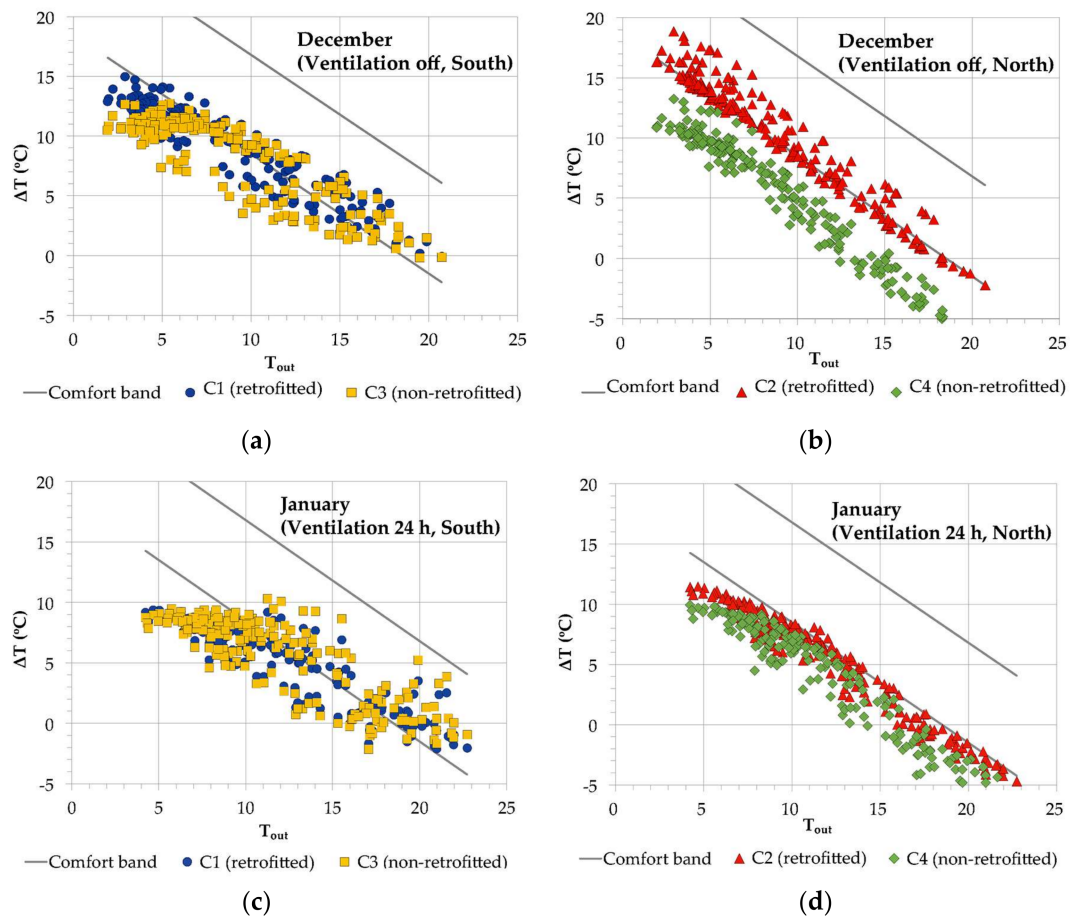 20
15
10
5
0
-5
ΔT (ºC)
December
(Ventilation off, South)
0 5 10 15 20 25
Tout
Comfort band C1 (retrofitted) C3 (non-retrofitted)
(a)
20
15
10
5
0
-5
ΔT (ºC)
December
(Ventilation off, North)
0 5 10 15 20 25
Tout
Comfort band C2 (retrofitted) C4 (non-retrofitted)
(b)
20
15
10
5
0
-5
ΔT (ºC)
January
(Ventilation 24 h, South)
0 5 10 15 20 25
Tout
Comfort band C1 (retrofitted) C3 (non-retrofitted)
(c)
20
15
10
5
0
-5
ΔT (ºC)
January
(Ventilation 24 h, North)
0 5 10 15 20 25
Tout
Comfort band C2 (retrofitted) C4 (non-retrofitted)
(d)